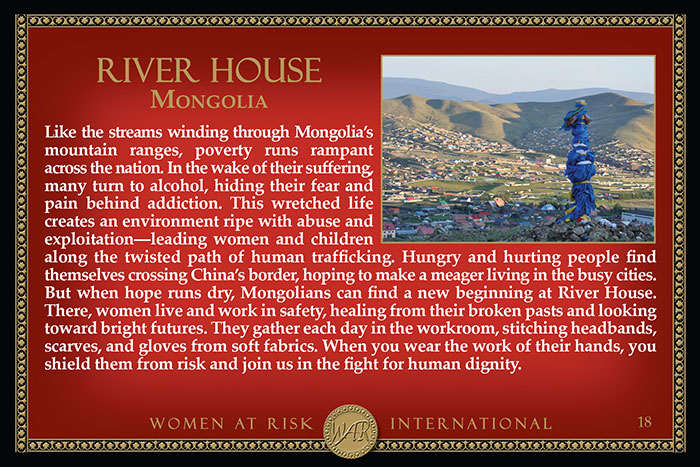 RIVER HOUSE
MONGOLIA
Like the streams winding through Mongolia's
mountain ranges, poverty runs rampant
across the nation. In the wake of their suffering,
many turn to alcohol, hiding their fear and
pain behind addiction. This wretched life
creates an environment ripe with abuse and
exploitation—leading women and children
along the twisted path of human trafficking. Hungry and hurting people find
themselves crossing China's border, hoping to make a meager living in the busy cities.
But when hope runs dry, Mongolians can find a new beginning at River House.
There, women live and work in safety, healing from their broken pasts and looking
toward bright futures. They gather each day in the workroom, stitching headbands,
scarves, and gloves from soft fabrics. When you wear the work of their hands, you
shield them from risk and join us in the fight for human dignity.
WOMEN AT RISK WAR INTERNATIONAL 18